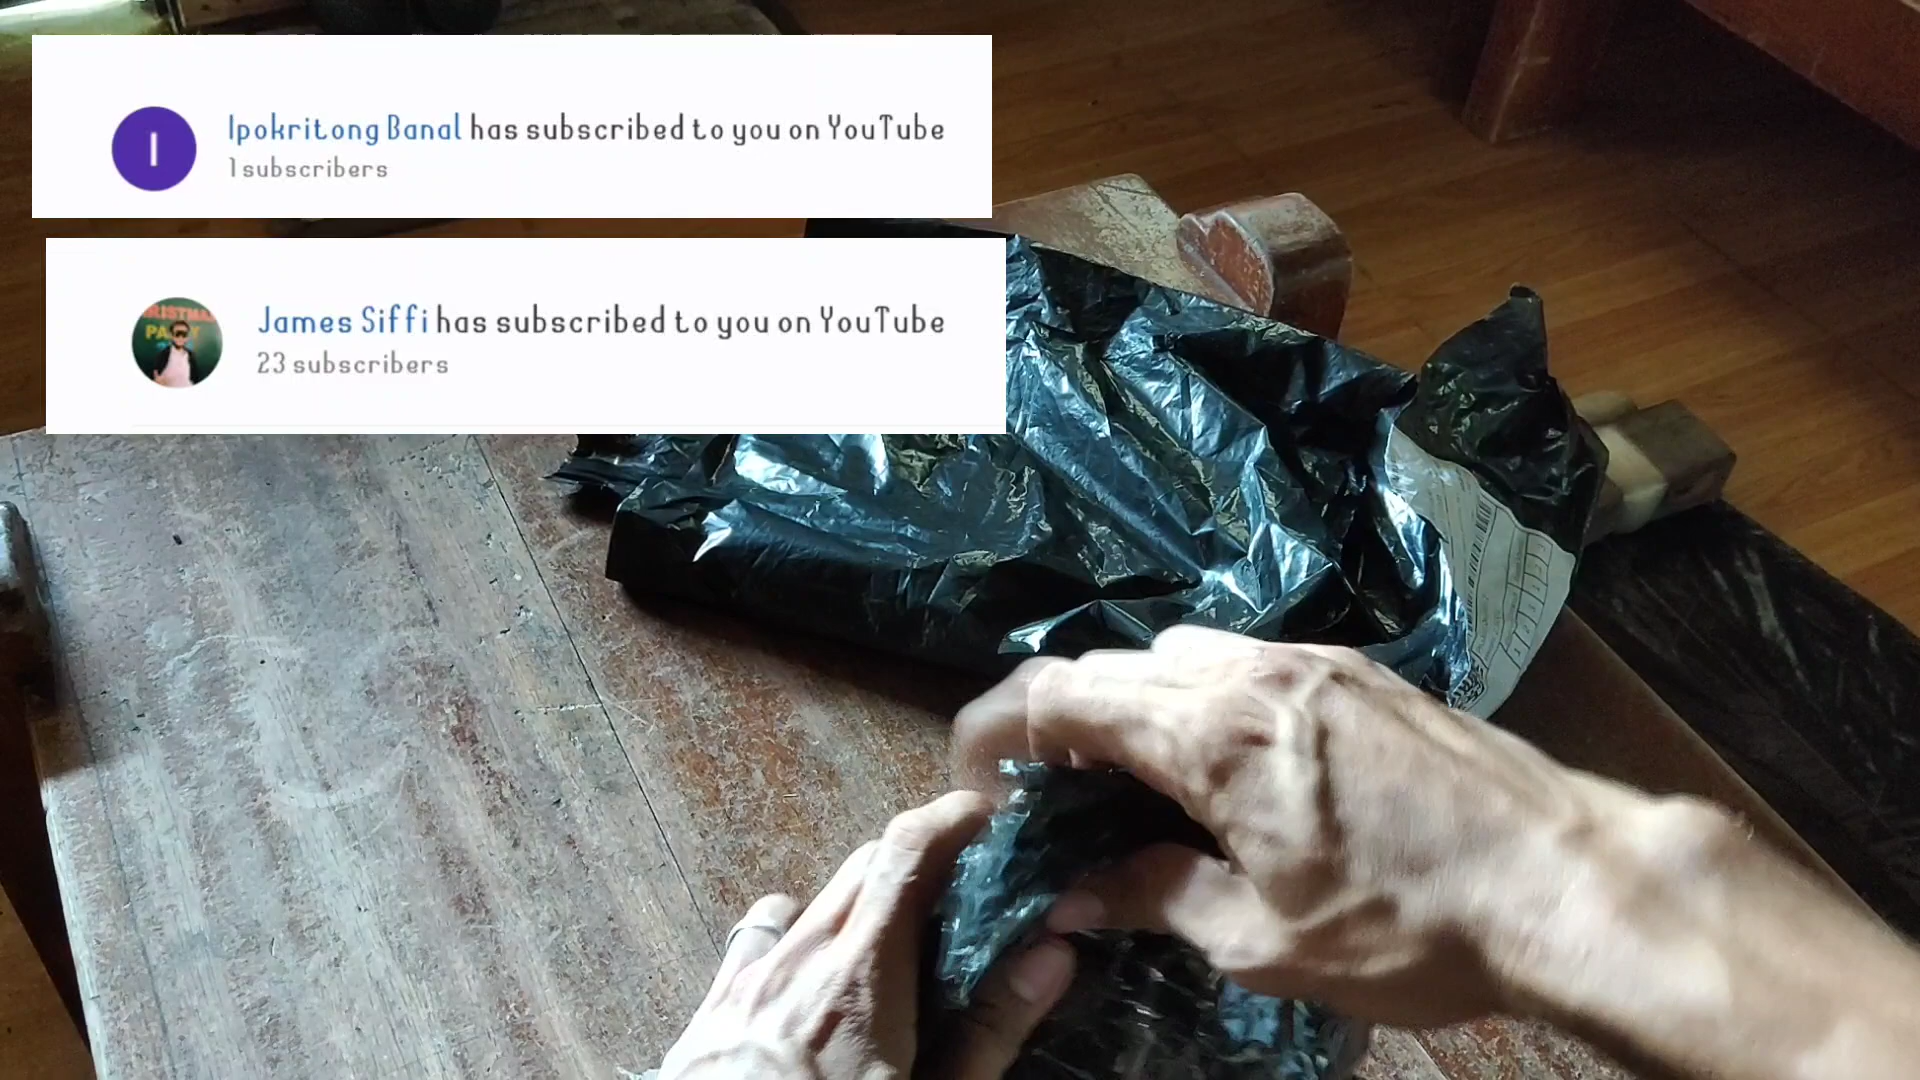 I
Ipokritong Banal has subscribed to you on YouTube
1 subscribers
James Siffi has subscribed to you on YouTube
23 subscribers